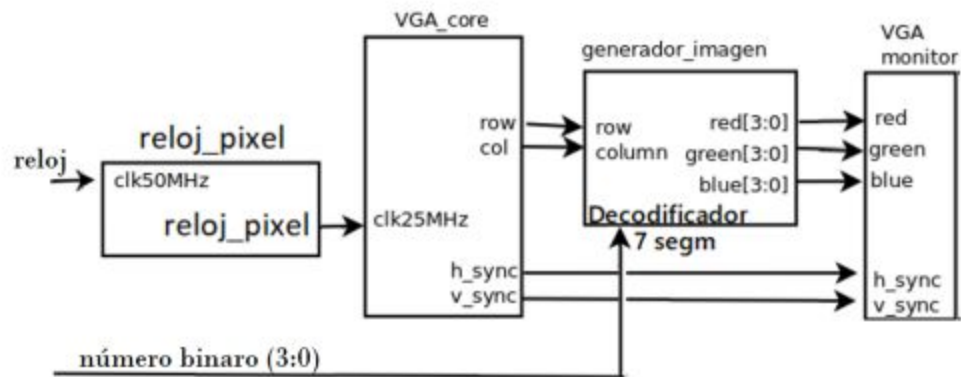 VGA_core
generador_imagen
VGA
monitor
reloj_pixel
reloj
clk50MHz
reloj_pixel
clk25MHz
row
col
h_sync
v_sync
row
column
red[3:0]
green[3:0]
blue[3:0]
Decodificador
7 segm
red
green
blue
h_sync
v_sync
número binaro (3:0)